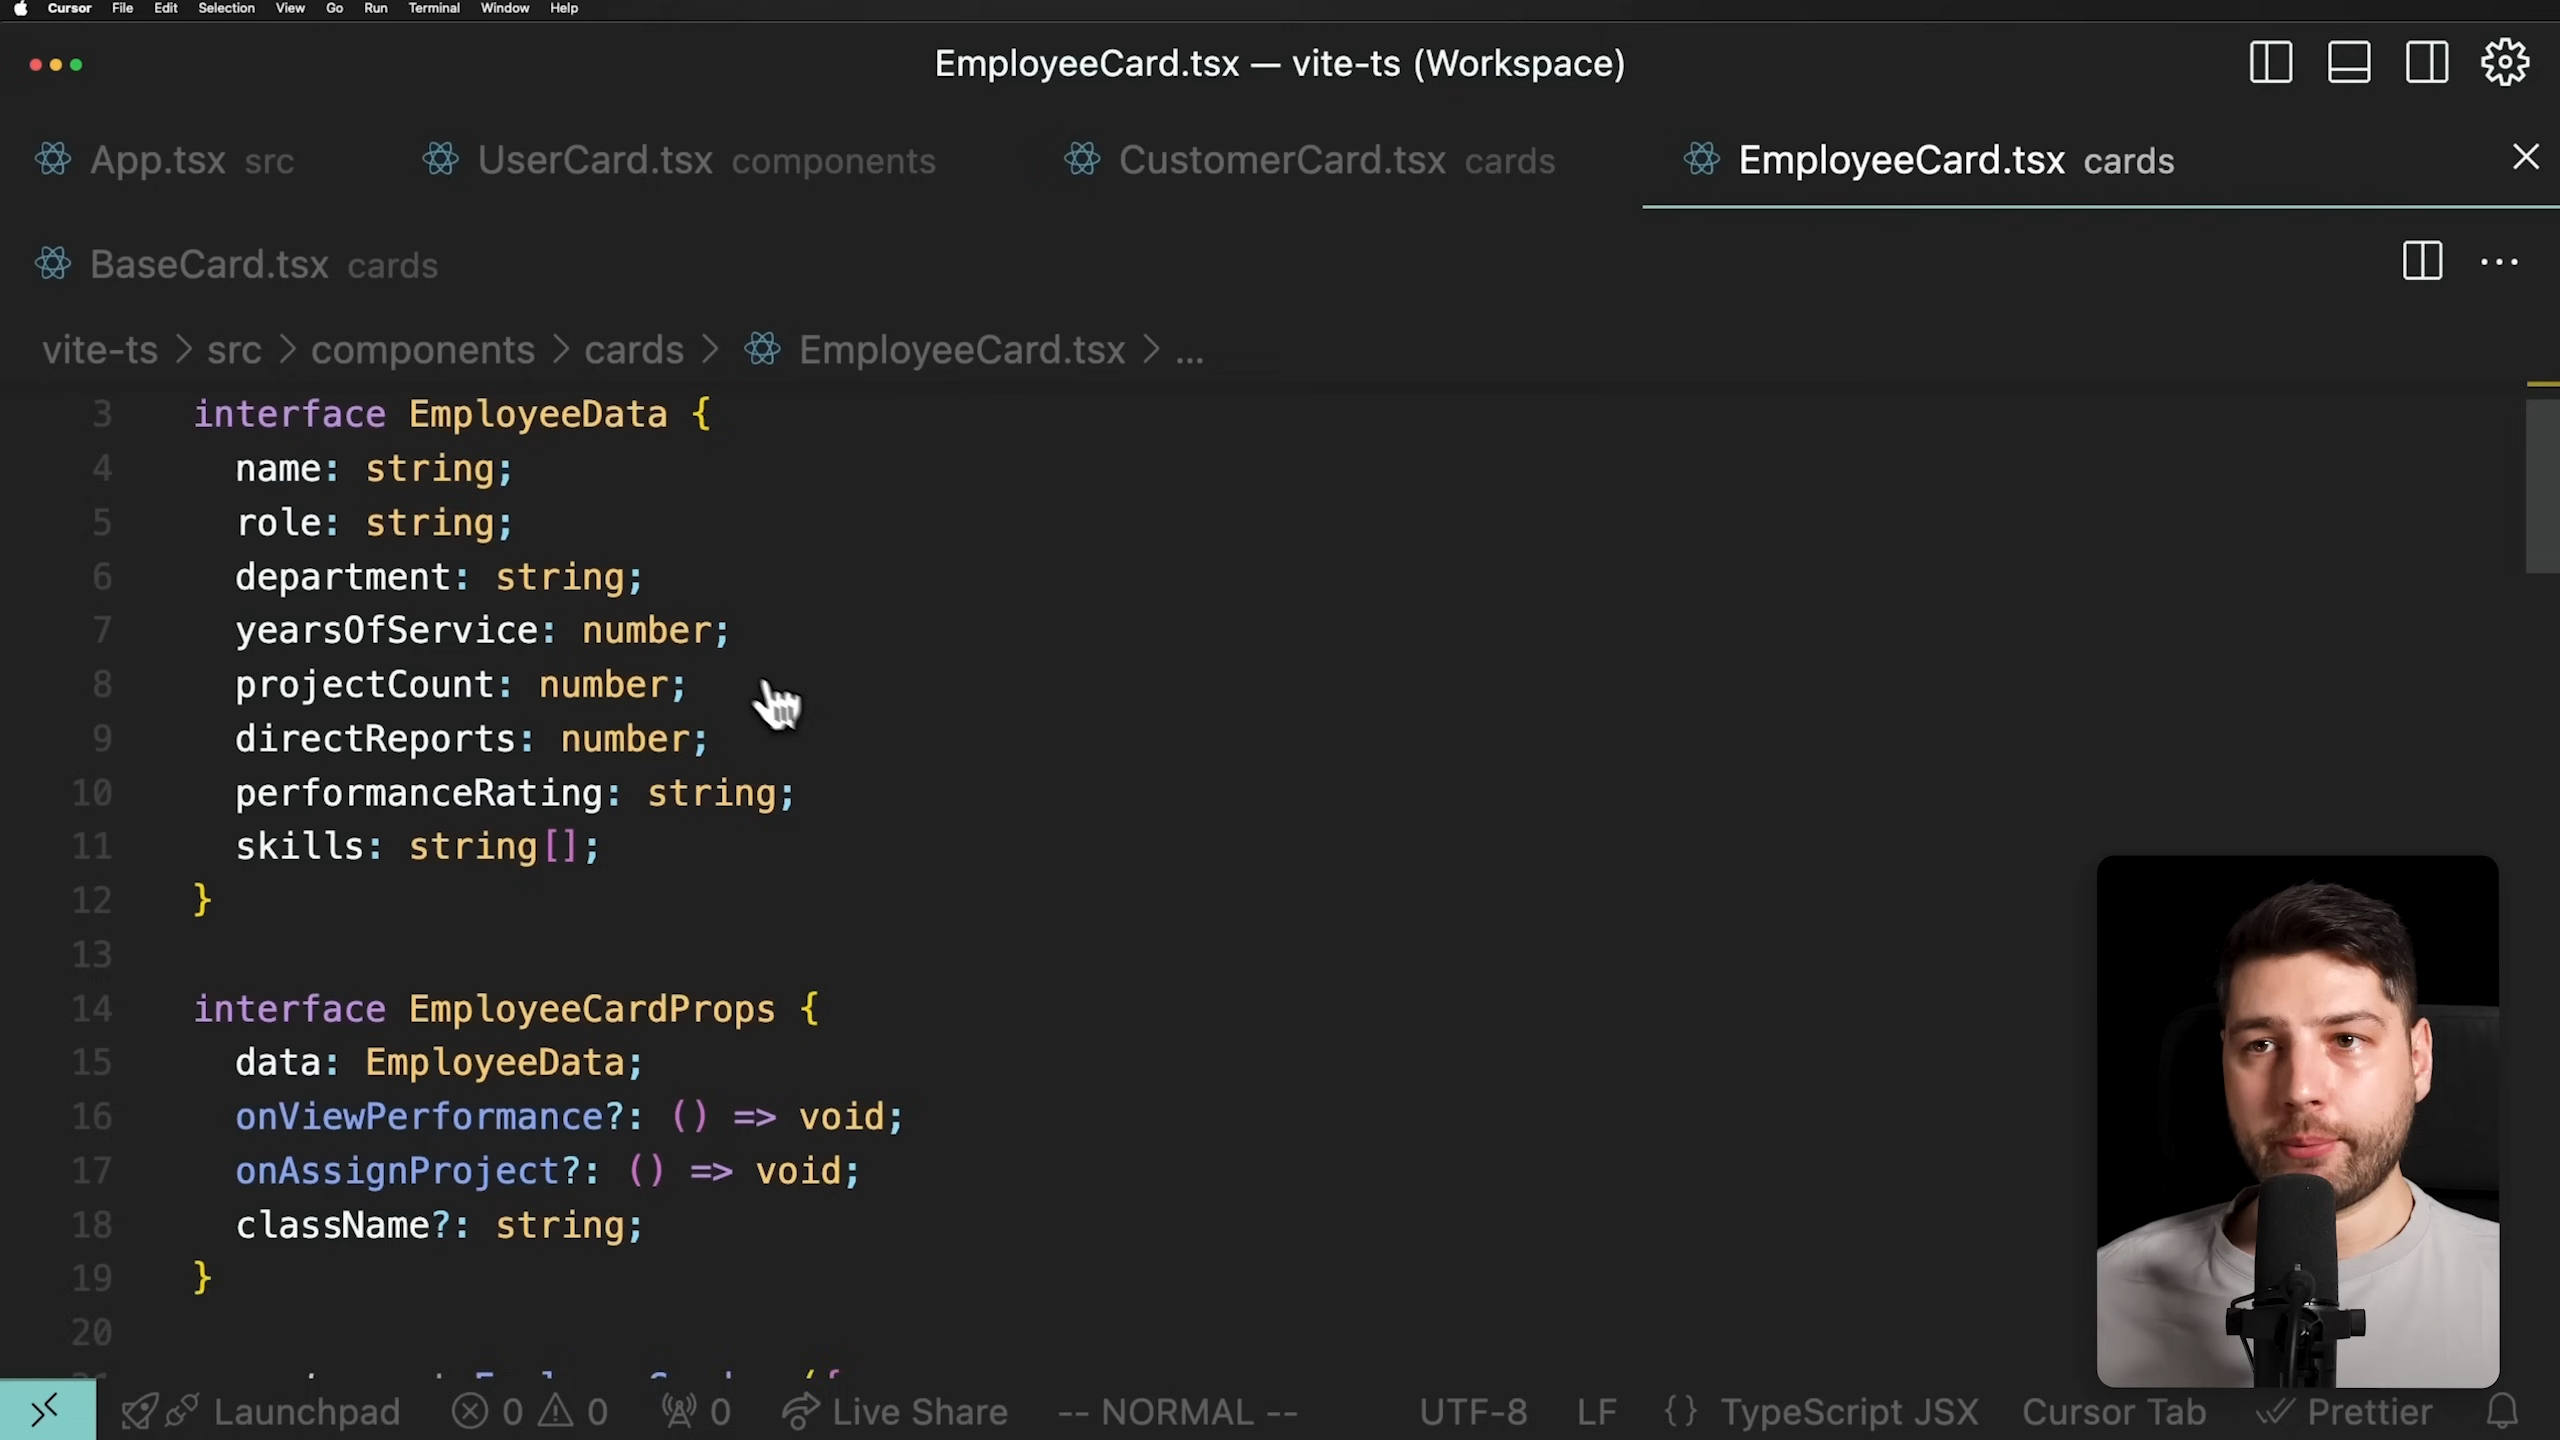 Cursor File Edit Selection View Go Run Terminal Window Help
EmployeeCard.tsx — vite-ts (Workspace)
App.tsx src UserCard.tsx components CustomerCard.tsx cards EmployeeCard.tsx cards
BaseCard.tsx cards
vite-ts > src > components > cards > EmployeeCard.tsx > ...
3 interface EmployeeData {
4 name: string;
5 role: string;
6 department: string;
7 yearsOfService: number;
8 projectCount: number;
9 directReports: number;
10 performanceRating: string;
11 skills: string[];
12 }
13
14 interface EmployeeCardProps {
15 data: EmployeeData;
16 onViewPerformance?: () => void;
17 onAssignProject?: () => void;
18 className?: string;
19 }
20
Launchpad 0 0 0 Live Share -- NORMAL -- UTF-8 LF {} TypeScript JSX Cursor Tab Prettier